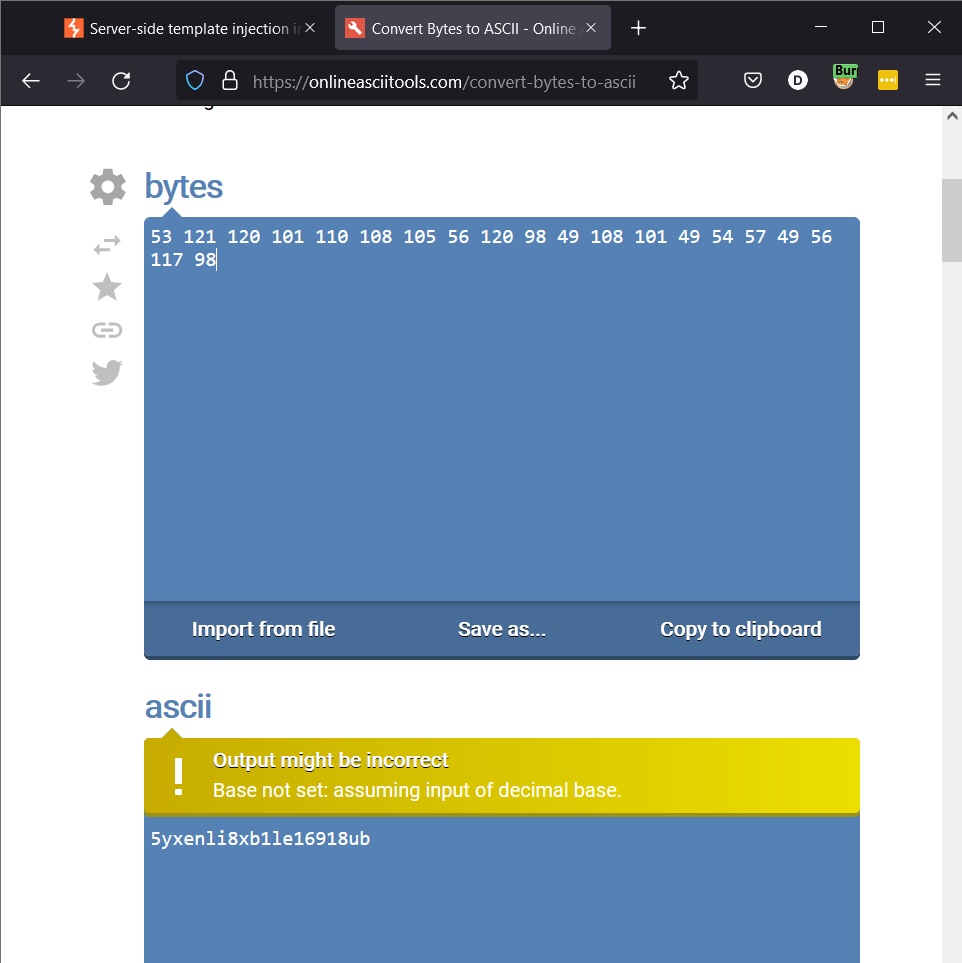 Server-side template injection i
Convert Bytes to ASCII - Online A
https://onlineasciitools.com/convert-bytes-to-ascii
D
Bur
bytes
53 121 120 101 110 108 105 56 120 98 49 108 101 49 54 57 49 56
117 98
Import from file
Save as...
Copy to clipboard
ascii
!
Output might be incorrect
Base not set: assuming input of decimal base.
5yxenli8xb1le16918ub